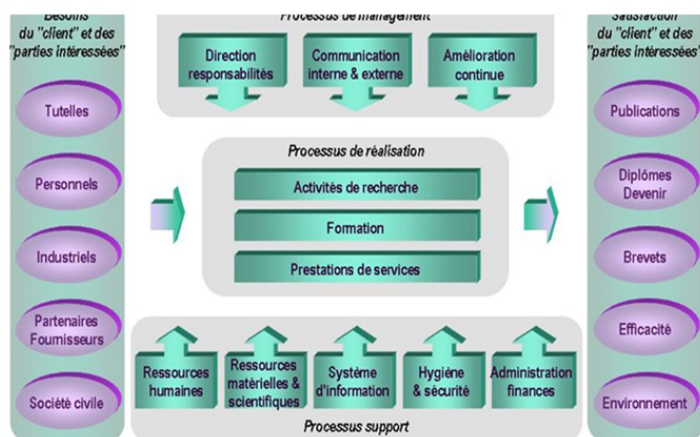 Besoins
du "client" et des
"parties intéressées"
Tutelles
Personnels
Industriels
Partenaires
Fournisseurs
Société civile
Processus de management
Direction
responsabilités
Communication
interne & externe
Amélioration
continue
Processus de réalisation
Activités de recherche
Formation
Prestations de services
Ressources
humaines
Ressources
matérielles &
scientifiques
Système
d'information
Hygiène
& sécurité
Administration
finances
Processus support
Satisfaction
du "client" et des
"parties intéressées"
Publications
Diplômes
Devenir
Brevets
Efficacité
Environnement